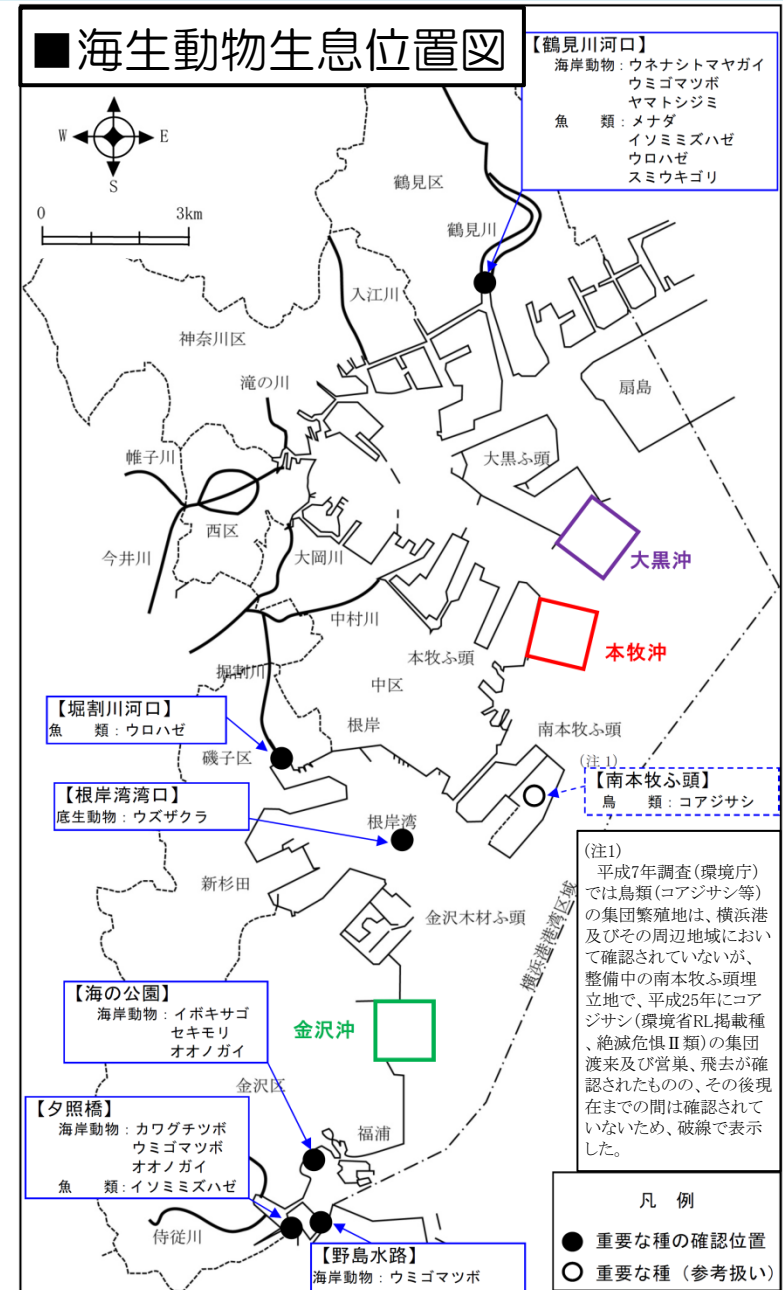 ■海生動物生息位置図
【鶴見川河口】
海岸動物：ウネナシトマヤガイ
ウミゴマツボ
ヤマトシジミ
魚　　類：メナダ
イソミミズハゼ
ウロハゼ
スミウキゴリ
W
E
S
0
3km
鶴見区
鶴見川
入江川
神奈川区
滝の川
扇島
大黒ふ頭
帷子川
西区
大黒沖
今井川
大岡川
中村川
本牧ふ頭
本牧沖
掘割川
中区
【堀割川河口】
魚　　類：ウロハゼ
根岸
南本牧ふ頭
磯子区
(注1)
【南本牧ふ頭】
鳥　　類：コアジサシ
【根岸湾湾口】
底生動物：ウズザクラ
根岸湾
新杉田
金沢木材ふ頭
横浜港港湾区域
(注1)
平成7年調査(環境庁)
では鳥類(コアジサシ等)
の集団繁殖地は、横浜港
及びその周辺地域におい
て確認されていないが、
整備中の南本牧ふ頭埋
立地で、平成25年にコア
ジサシ(環境省RL掲載種
、絶滅危惧Ⅱ類)の集団
渡来及び営巣、飛去が確
認されたものの、その後現
在までの間は確認されて
いないため、破線で表示
した。
【海の公園】
海岸動物：イボキサゴ
セキモリ
オオノガイ
金沢沖
金沢区
【夕照橋】
海岸動物：カワグチツボ
ウミゴマツボ
オオノガイ
魚　　類：イソミミズハゼ
福浦
侍従川
【野島水路】
海岸動物：ウミゴマツボ
凡　例
● 重要な種の確認位置
○ 重要な種（参考扱い）